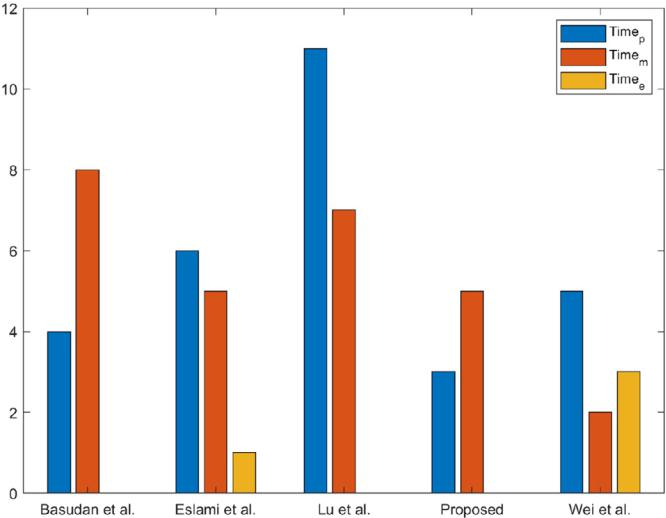 12
10
8
6
4
2
0
Time_p
Time_m
Time_e
Basudan et al. Eslami et al. Lu et al. Proposed Wei et al.